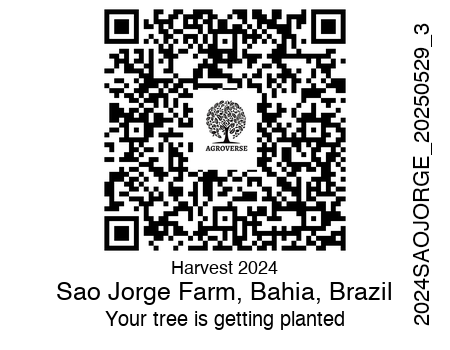 AGROVERSE
Harvest 2024
Sao Jorge Farm, Bahia, Brazil
Your tree is getting planted
2024SAOJORGE_20250529_3